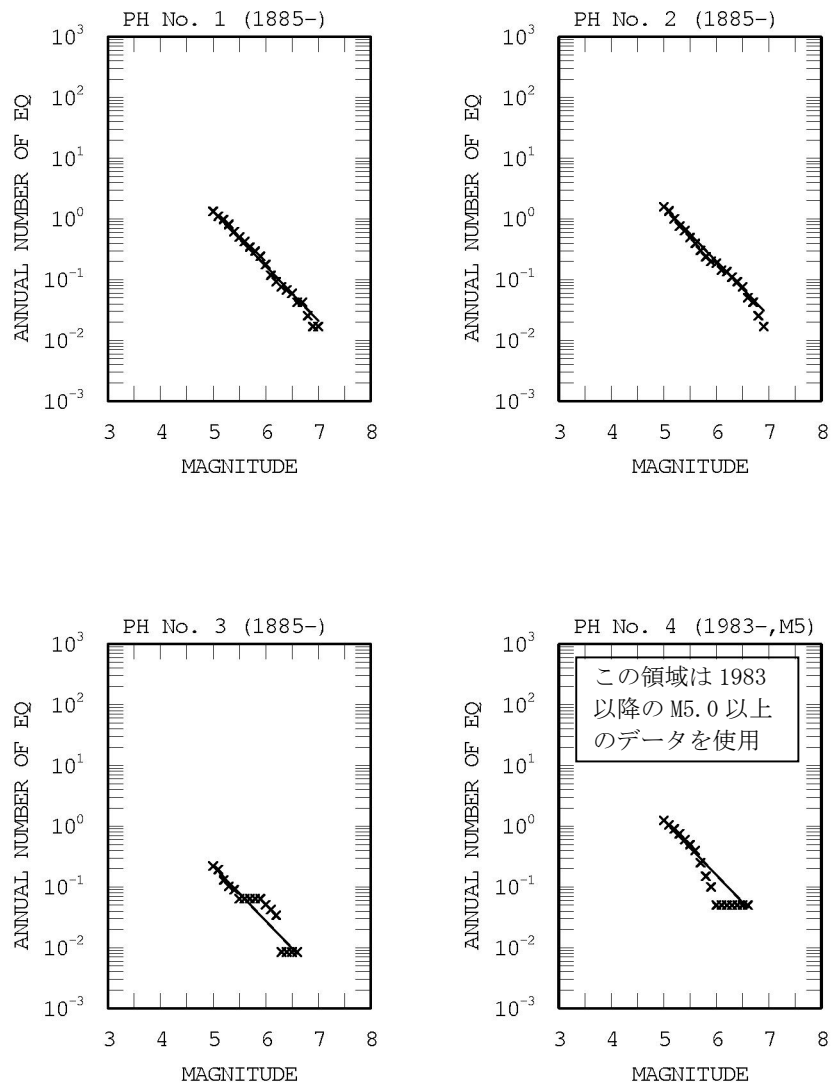 PH No. 1 (1885-)
ANNUAL NUMBER OF EQ
10³
10²
10¹
10⁰
10⁻¹
10⁻²
10⁻³
3 4 5 6 7 8
MAGNITUDE
PH No. 2 (1885-)
ANNUAL NUMBER OF EQ
10³
10²
10¹
10⁰
10⁻¹
10⁻²
10⁻³
3 4 5 6 7 8
MAGNITUDE
PH No. 3 (1885-)
ANNUAL NUMBER OF EQ
10³
10²
10¹
10⁰
10⁻¹
10⁻²
10⁻³
3 4 5 6 7 8
MAGNITUDE
PH No. 4 (1983-,M5)
この領域は 1983
以降の M5.0 以上
のデータを使用
ANNUAL NUMBER OF EQ
10³
10²
10¹
10⁰
10⁻¹
10⁻²
10⁻³
3 4 5 6 7 8
MAGNITUDE